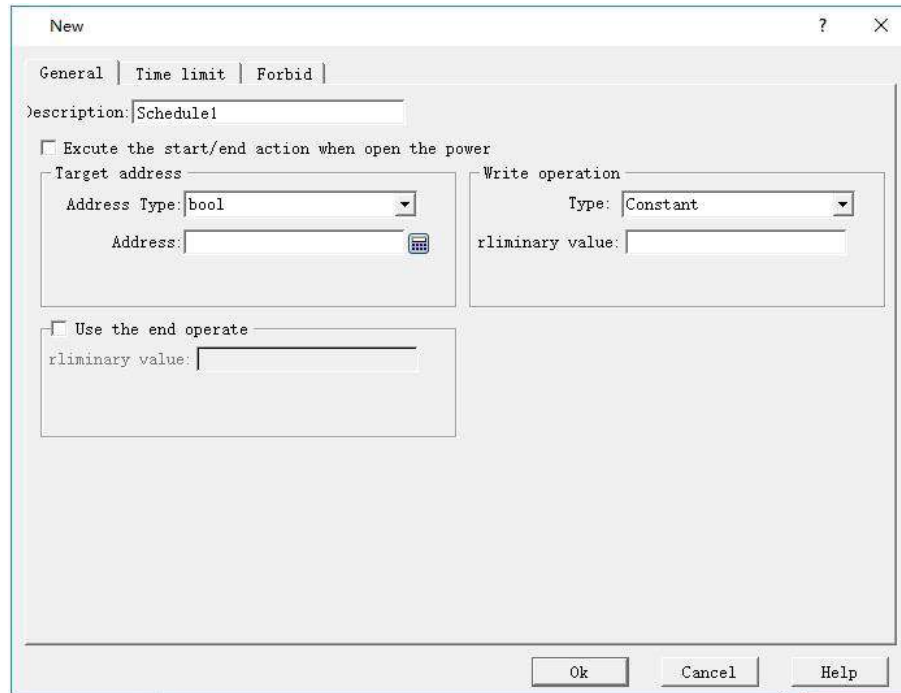 New
General Time limit Forbid
Description: Schedule1
Excute the start/end action when open the power
Target address
Address Type: bool
Address:
Write operation
Type: Constant
rliminary value:
Use the end operate
rliminary value:
Ok Cancel Help